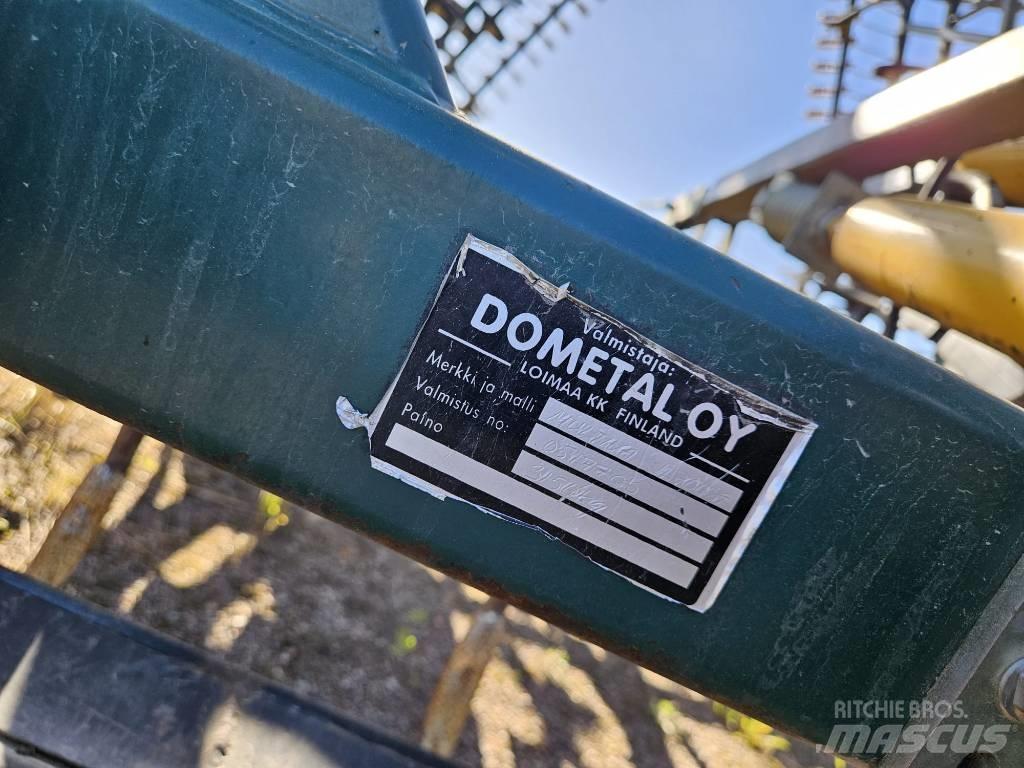 Valmistaja:
DOMETAL OY
LOIMAA KK FINLAND
Merkki ja malli
Valmistus no:
Paino
RITCHIE BROS.
MASCUS